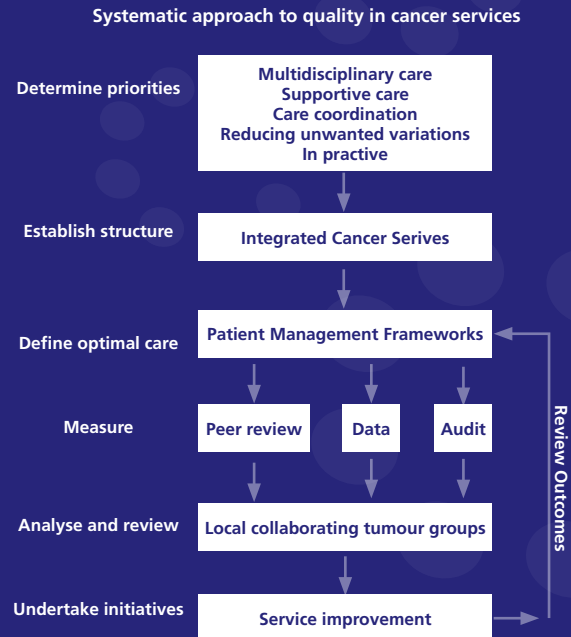 Systematic approach to quality in cancer services
Determine priorities
Multidisciplinary care
Supportive care
Care coordination
Reducing unwanted variations
In practive
Establish structure
Integrated Cancer Serives
Define optimal care
Patient Management Frameworks
Measure
Peer review
Data
Audit
Analyse and review
Local collaborating tumour groups
Undertake initiatives
Service improvement
Review Outcomes